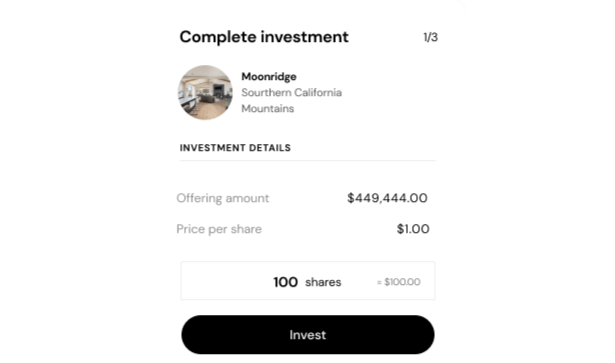 Complete investment 1/3
Moonridge
Sourthern California
Mountains
INVESTMENT DETAILS
Offering amount $449,444.00
Price per share $1.00
100 shares = $100.00
Invest